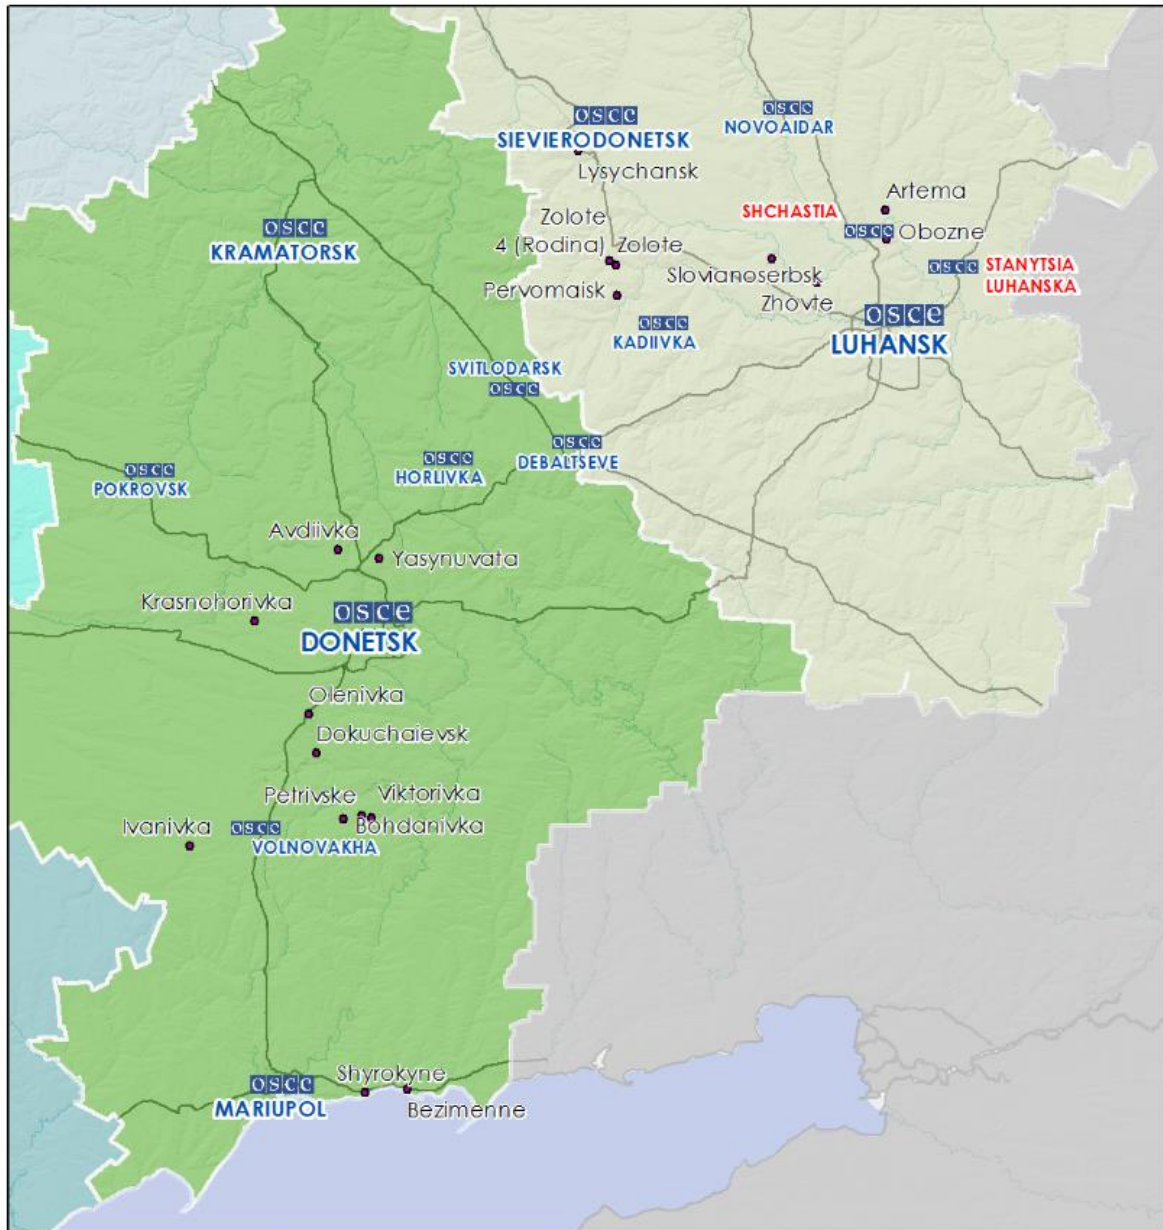 osce
SIEVIERODONETSK
Lysychansk
osce
NOVOAIDAR
Artema
SHCHASTIA
osce
Obozne
osce
STANYTSIA
LUHANSKA
osce
KRAMATORSK
Zolote
4 (Rodina)
Zolote
Slovianoserbsk
Pervomaisk
Zhovte
osce
LUHANSK
osce
KADIIVKA
SVITLODARSK
osce
osce
DEBALTSEVE
osce
HORLIVKA
osce
POKROVSK
Avdiivka
Yasynuvata
Krasnohorivka
osce
DONETSK
Olenivka
Dokuchaievsk
Petrivske
Viktorivka
Bohdanivka
Ivanivka
osce
VOLNOVAKHA
osce
MARIUPOL
Shyrokyne
Bezimenne